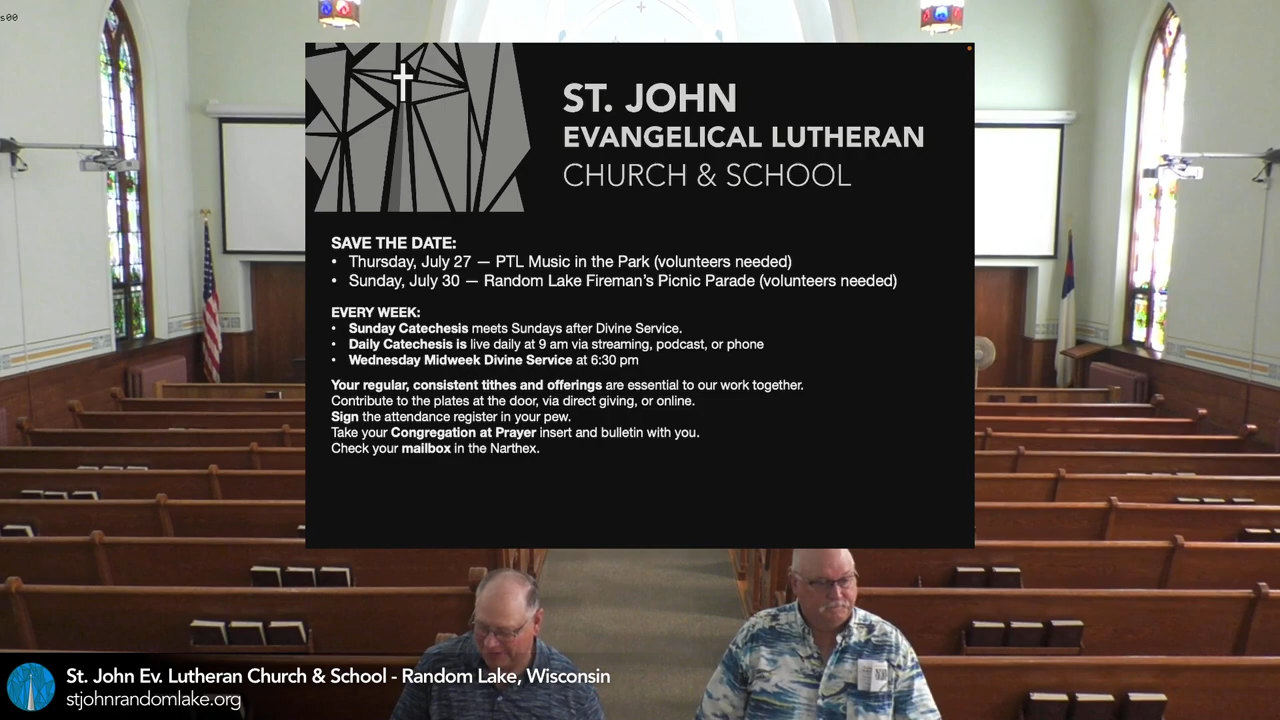 s00
ST. JOHN
EVANGELICAL LUTHERAN
CHURCH & SCHOOL
SAVE THE DATE:
• Thursday, July 27 — PTL Music in the Park (volunteers needed)
• Sunday, July 30 — Random Lake Fireman's Picnic Parade (volunteers needed)
EVERY WEEK:
• Sunday Catechesis meets Sundays after Divine Service.
• Daily Catechesis is live daily at 9 am via streaming, podcast, or phone
• Wednesday Midweek Divine Service at 6:30 pm
Your regular, consistent tithes and offerings are essential to our work together.
Contribute to the plates at the door, via direct giving, or online.
Sign the attendance register in your pew.
Take your Congregation at Prayer insert and bulletin with you.
Check your mailbox in the Narthex.
St. John Ev. Lutheran Church & School - Random Lake, Wisconsin
stjohnrandomlake.org